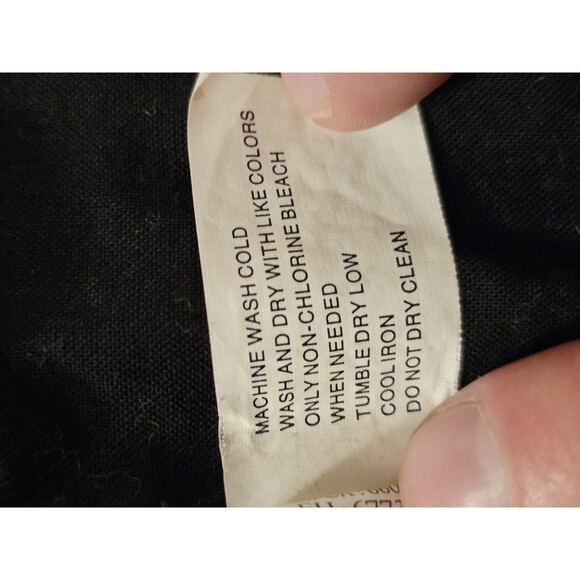 MACHINE WASH COLD
WASH AND DRY WITH LIKE COLORS
ONLY NON-CHLORINE BLEACH
WHEN NEEDED
TUMBLE DRY LOW
COOL IRON
DO NOT DRY CLEAN